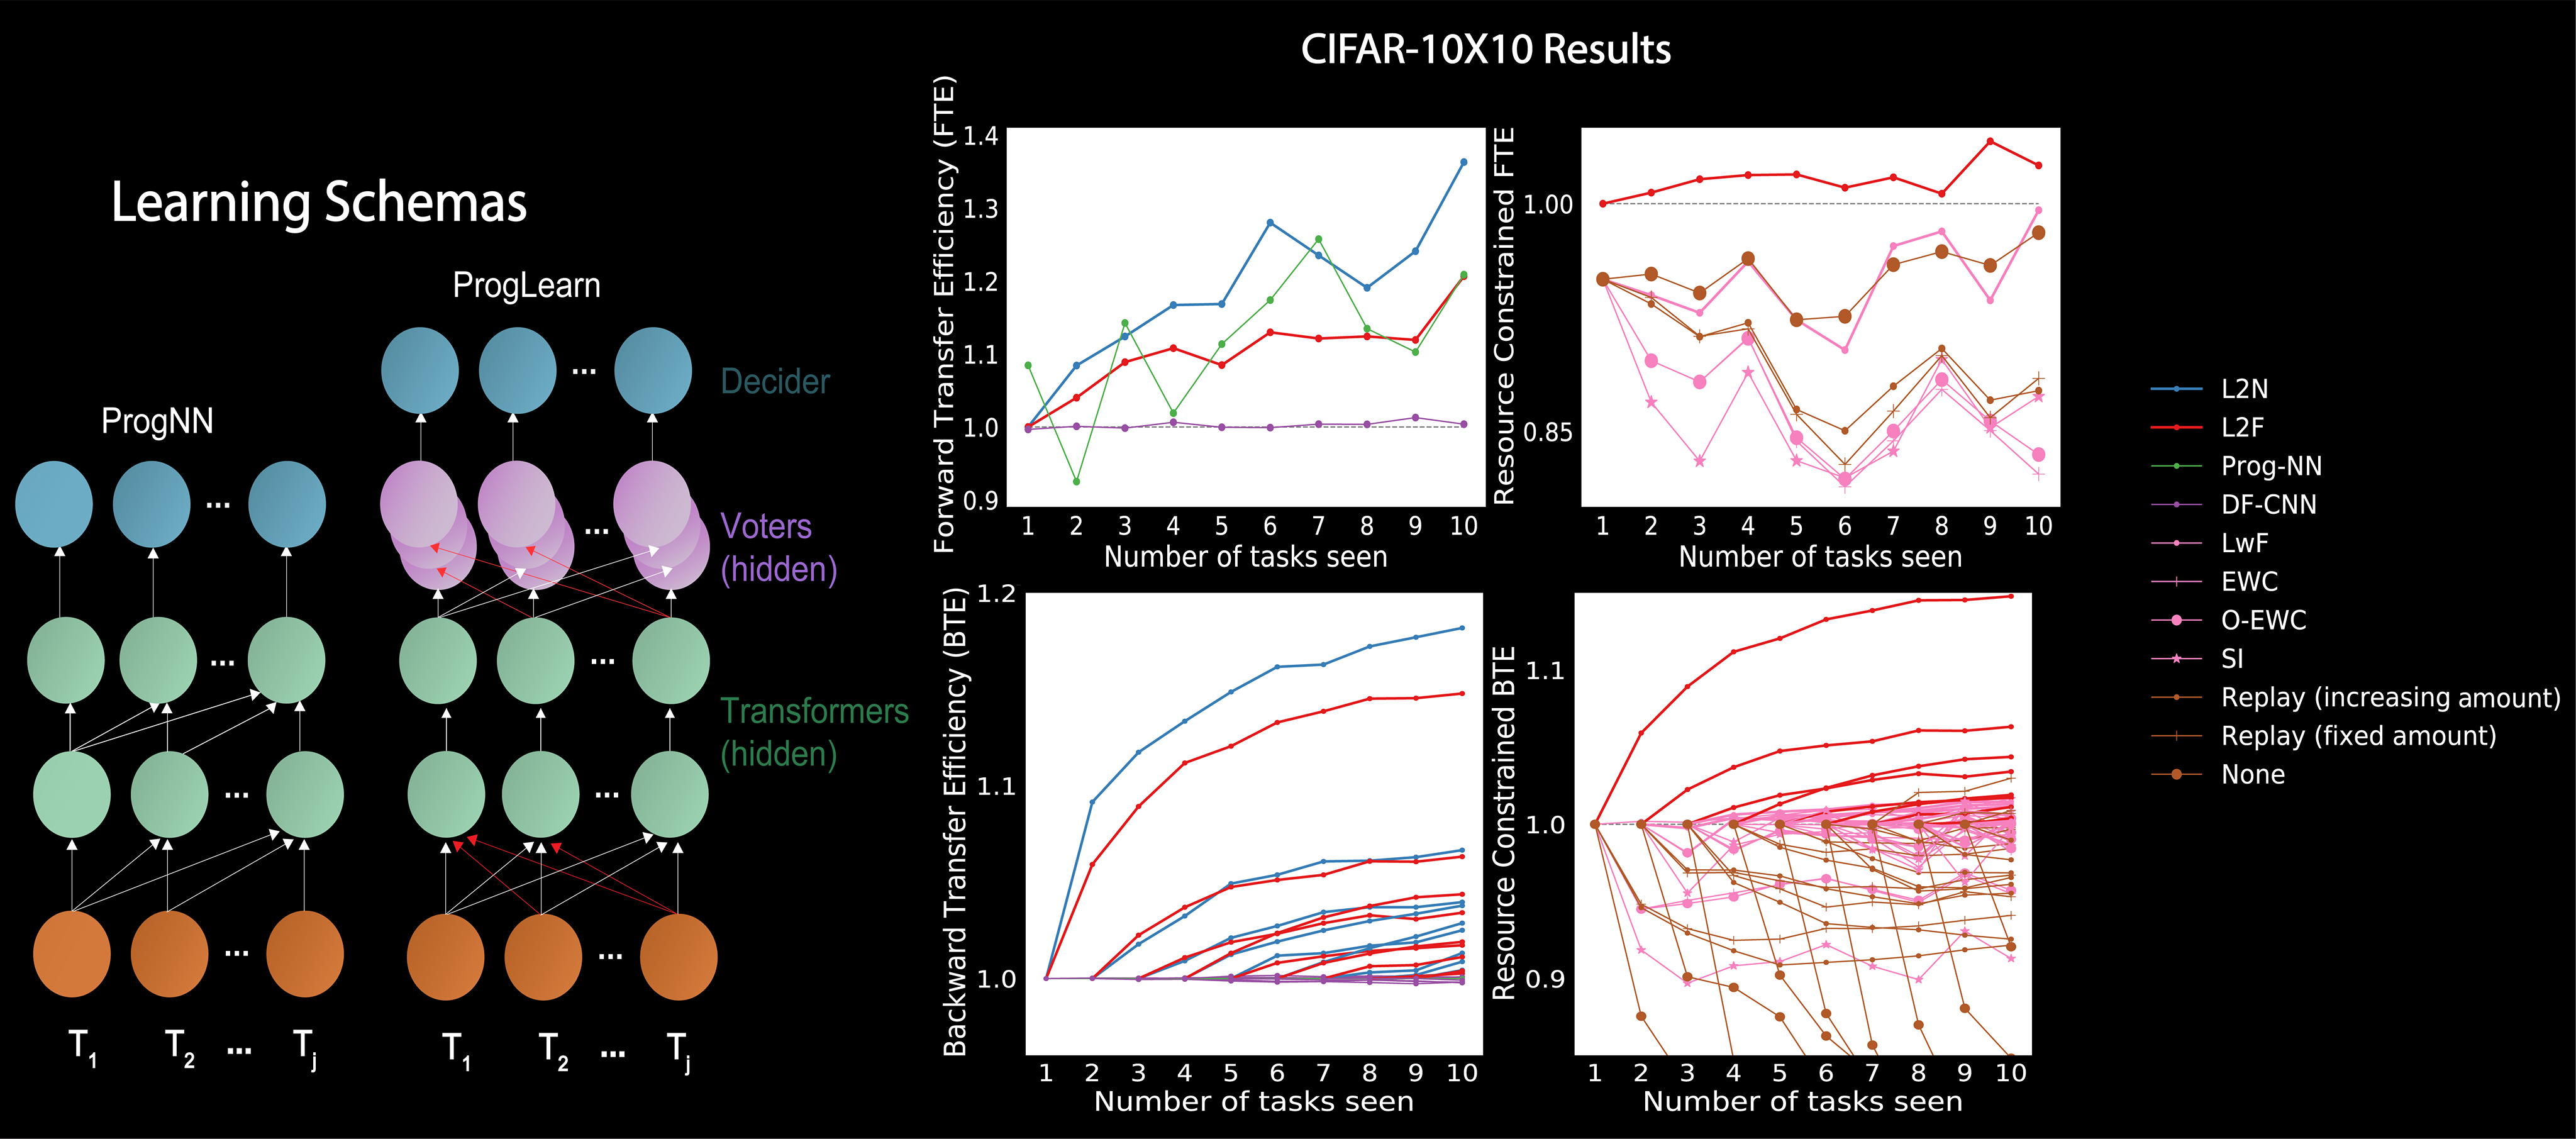 CIFAR-10X10 Results
Learning Schemas
ProgNN
ProgLearn
...
...
...
...
...
...
...
...
...
Decider
Voters
(hidden)
Transformers
(hidden)
T1 T2 ... Tj
T1 T2 ... Tj
Forward Transfer Efficiency (FTE)
1.4
1.3
1.2
1.1
1.0
0.9
1 2 3 4 5 6 7 8 9 10
Number of tasks seen
Resource Constrained FTE
1.00
0.85
1 2 3 4 5 6 7 8 9 10
Number of tasks seen
Backward Transfer Efficiency (BTE)
1.2
1.1
1.0
1 2 3 4 5 6 7 8 9 10
Number of tasks seen
Resource Constrained BTE
1.1
1.0
0.9
1 2 3 4 5 6 7 8 9 10
Number of tasks seen
L2N
L2F
Prog-NN
DF-CNN
LwF
EWC
O-EWC
SI
Replay (increasing amount)
Replay (fixed amount)
None